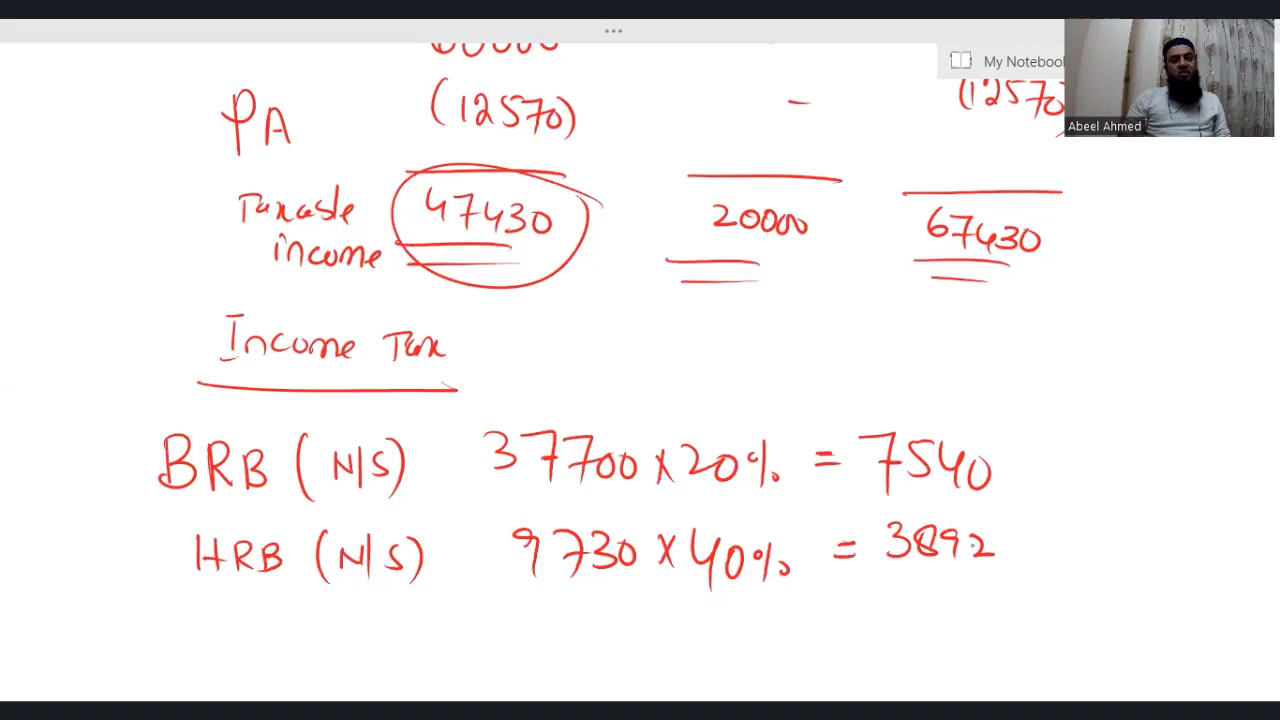 My Notebook
PA (12570) - (12570)
Abeel Ahmed
Taxable 47430 20000 67430
income
Income Tax
BRB (N/S) 37700 x 20% = 7540
HRB (N/S) 9730 x 40% = 3892